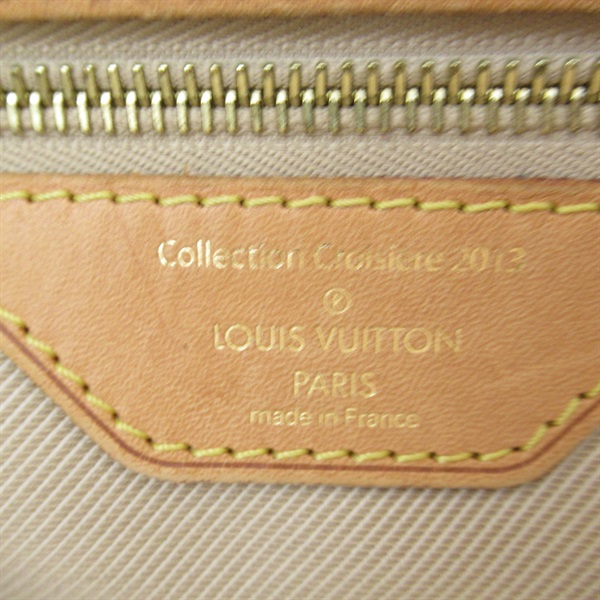 Collection Croisière 2013
®
LOUIS VUITTON
PARIS
made in France